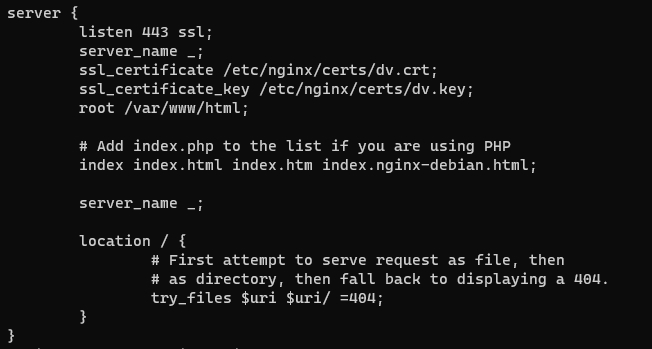 server {
        listen 443 ssl;
        server_name _;
        ssl_certificate /etc/nginx/certs/dv.crt;
        ssl_certificate_key /etc/nginx/certs/dv.key;
        root /var/www/html;

        # Add index.php to the list if you are using PHP
        index index.html index.htm index.nginx-debian.html;

        server_name _;

        location / {
                # First attempt to serve request as file, then
                # as directory, then fall back to displaying a 404.
                try_files $uri $uri/ =404;
        }
}